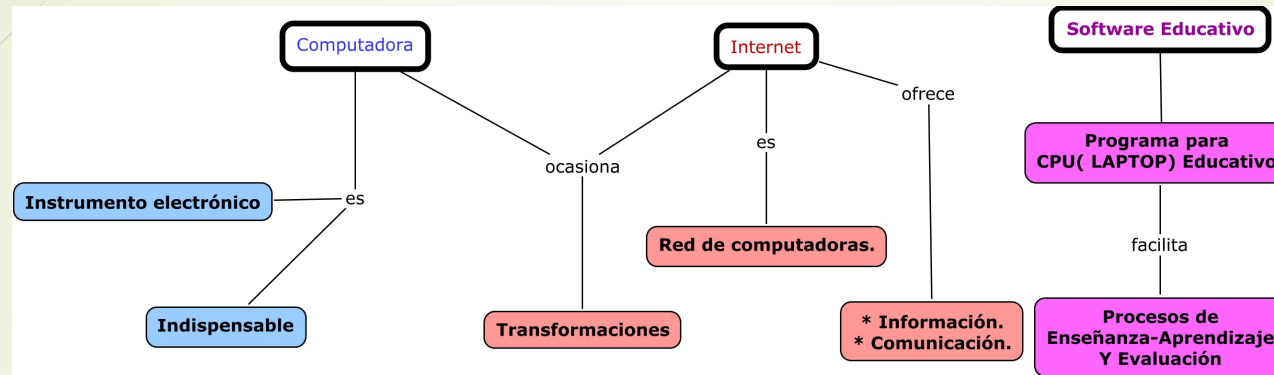 Computadora
Internet
Software Educativo
ofrece
es
ocasiona
Programa para
CPU( LAPTOP) Educativo
Instrumento electrónico
es
Red de computadoras.
facilita
Indispensable
Transformaciones
* Información.
* Comunicación.
Procesos de
Enseñanza-Aprendizaje
Y Evaluación